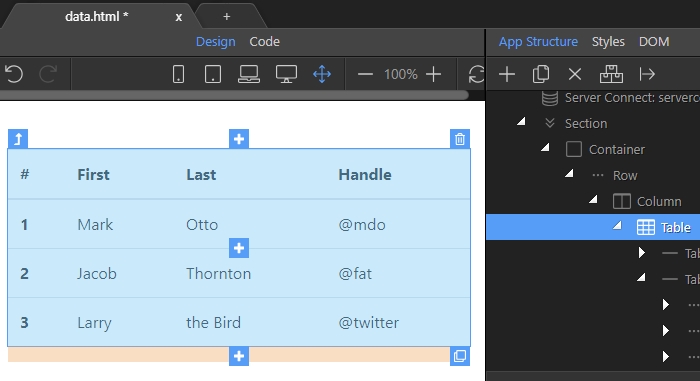 data.html * x +
Design Code
App Structure Styles DOM
100%
Server Connect: serverc
Section
Container
Row
Column
Table
Tab
Tab
# First Last Handle
1 Mark Otto @mdo
2 Jacob Thornton @fat
3 Larry the Bird @twitter